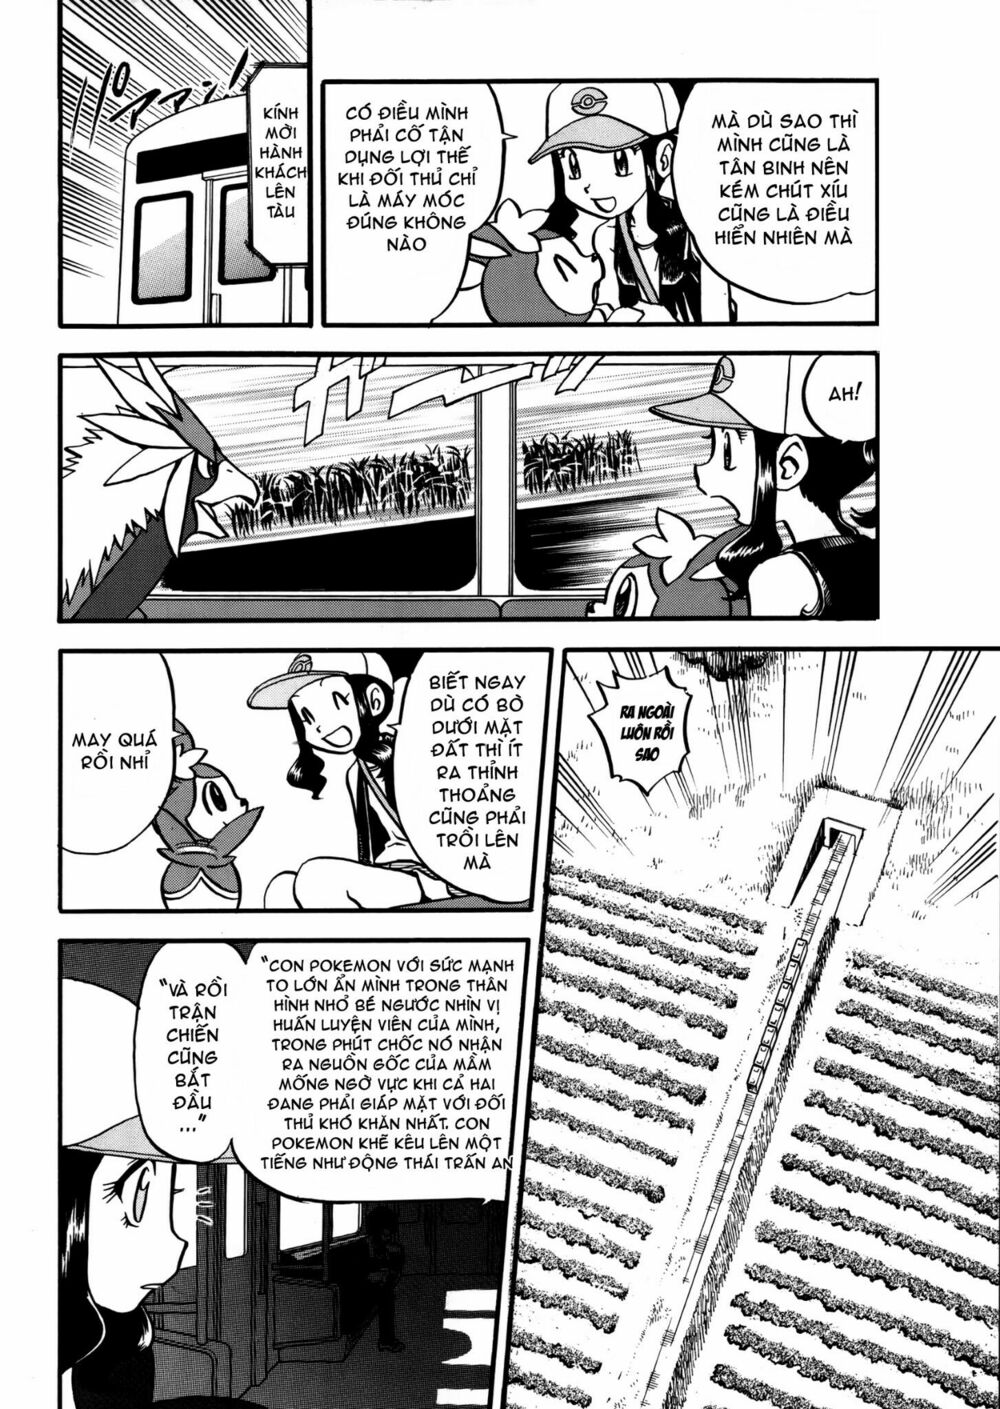 MÀ DÙ SAO THÌ
MÌNH CŨNG LÀ
TÂN BINH NÊN
KÉM CHÚT XÍU
CŨNG LÀ ĐIỀU
HIỂN NHIÊN MÀ
CÓ ĐIỀU MÌNH
PHẢI CỐ TẬN
DỤNG LỢI THẾ
KHI ĐỐI THỦ CHỈ
LÀ MÁY MÓC
ĐÚNG KHÔNG
NÀO
KÍNH
MỜI
HÀNH
KHÁCH
LÊN
TÀU
パアアン!
AH!
RA NGOÀI
LUÔN RỒI
SAO
BIẾT NGAY
DÙ CÓ BÒ
DƯỚI MẶT
ĐẤT THÌ ÍT
RA THỈNH
THOẢNG
CŨNG PHẢI
TRỒI LÊN
MÀ
MAY QUÁ
RỒI NHỈ
"CON POKEMON VỚI SỨC MẠNH
TO LỚN ẨN MÌNH TRONG THÂN
HÌNH NHỎ BÉ NGƯỚC NHÌN VỊ
HUẤN LUYỆN VIÊN CỦA MÌNH,
TRONG PHÚT CHỐC NÓ NHẬN
RA NGUỒN GỐC CỦA MẦM
MỐNG NGỜ VỰC KHI CẢ HAI
ĐANG PHẢI GIÁP MẶT VỚI ĐỐI
THỦ KHÓ KHĂN NHẤT. CON
POKEMON KHẼ KÊU LÊN MỘT
TIẾNG NHƯ ĐỘNG THÁI TRẤN AN
"VÀ RỒI
TRẬN
CHIẾN
CŨNG
BẮT
ĐẦU
..."